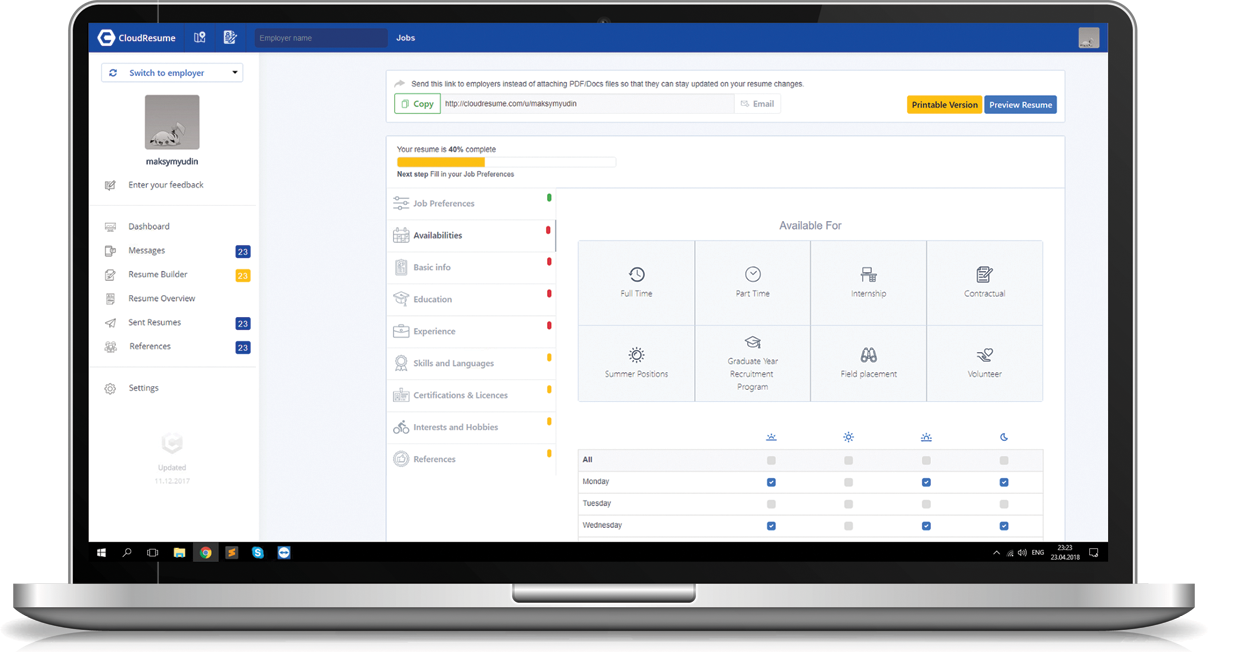 CloudResume
Employer name
Jobs
Switch to employer
maksymyudin
Enter your feedback
Dashboard
Messages 23
Resume Builder 23
Resume Overview
Sent Resumes 23
References 23
Settings
Updated
11.12.2017
Send this link to employers instead of attaching PDF/Docs files so that they can stay updated on your resume changes.
Copy http://cloudresume.com/u/maksymyudin Email
Printable Version Preview Resume
Your resume is 40% complete
Next step Fill in your Job Preferences
Job Preferences
Availabilities
Basic info
Education
Experience
Skills and Languages
Certifications & Licences
Interests and Hobbies
References
Available For
Full Time
Part Time
Internship
Contractual
Summer Positions
Graduate Year
Recruitment
Program
Field placement
Volunteer
All
Monday
Tuesday
Wednesday
ENG
23:23
23.04.2018